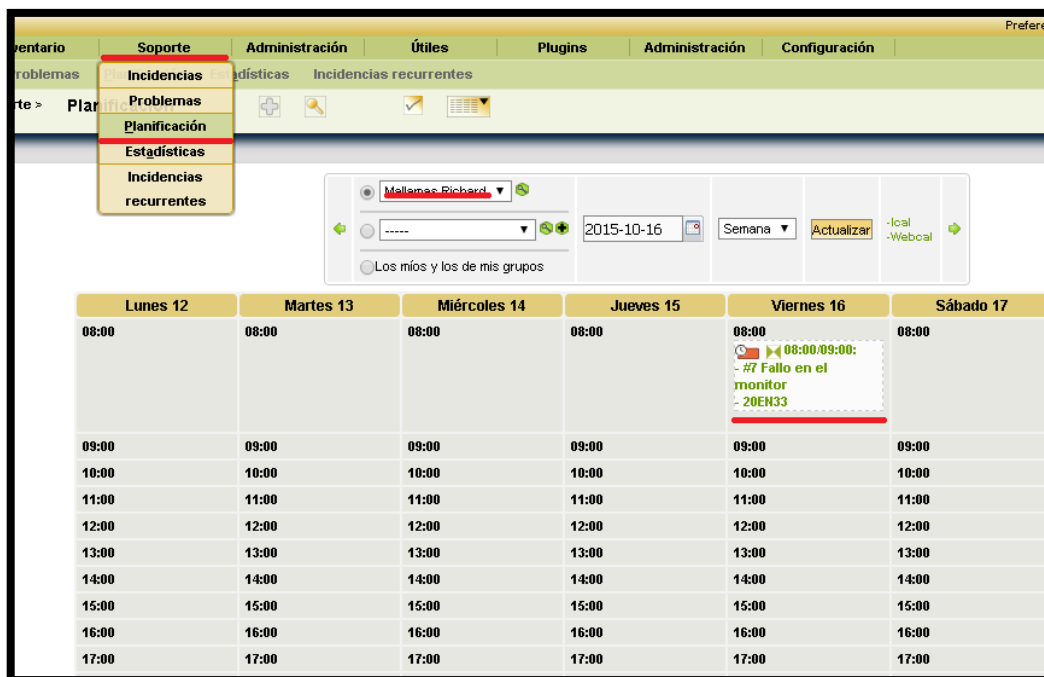 Prefere
ventario Soporte Administración Útiles Plugins Administración Configuración
roblemas Estadísticas Incidencias recurrentes
Incidencias
Problemas
Planificación
Estadísticas
Incidencias
recurrentes
rte > Planificación
Mallamas Richard
-----
Los míos y los de mis grupos
2015-10-16
Semana
Actualizar
-Ical
-Webcal
Lunes 12 Martes 13 Miércoles 14 Jueves 15 Viernes 16 Sábado 17
08:00 08:00 08:00 08:00 08:00 08:00
08:00/09:00:
- #7 Fallo en el
monitor
- 20EN33
09:00 09:00 09:00 09:00 09:00 09:00
10:00 10:00 10:00 10:00 10:00 10:00
11:00 11:00 11:00 11:00 11:00 11:00
12:00 12:00 12:00 12:00 12:00 12:00
13:00 13:00 13:00 13:00 13:00 13:00
14:00 14:00 14:00 14:00 14:00 14:00
15:00 15:00 15:00 15:00 15:00 15:00
16:00 16:00 16:00 16:00 16:00 16:00
17:00 17:00 17:00 17:00 17:00 17:00